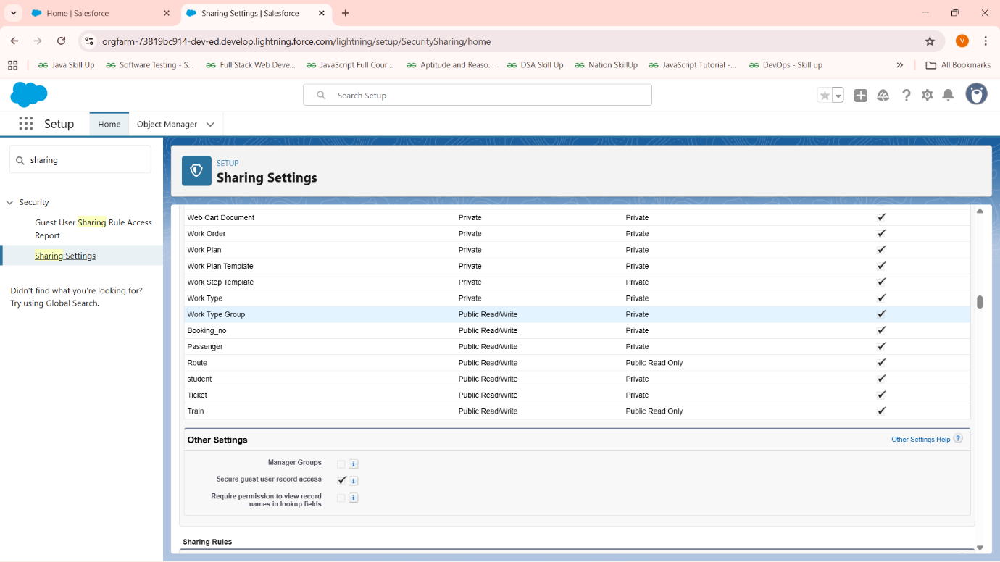 Home | Salesforce
Sharing Settings | Salesforce
orgfarm-73819bc914-dev-ed.develop.lightning.force.com/lightning/setup/SecuritySharing/home
V
Java Skill Up
Software Testing - S...
Full Stack Web Deve...
JavaScript Full Cour...
Aptitude and Reaso...
DSA Skill Up
Nation SkillUp
JavaScript Tutorial -...
DevOps - Skill up
All Bookmarks
Search Setup
Setup
Home
Object Manager
sharing
Security
Guest User Sharing Rule Access
Report
Sharing Settings
Didn't find what you're looking for?
Try using Global Search.
SETUP
Sharing Settings
Web Cart Document Private Private
Work Order Private Private
Work Plan Private Private
Work Plan Template Private Private
Work Step Template Private Private
Work Type Private Private
Work Type Group Public Read/Write Private
Booking_no Public Read/Write Private
Passenger Public Read/Write Private
Route Public Read/Write Public Read Only
student Public Read/Write Private
Ticket Public Read/Write Private
Train Public Read/Write Public Read Only
Other Settings
Other Settings Help ?
Manager Groups i
Secure guest user record access i
Require permission to view record
names in lookup fields i
Sharing Rules